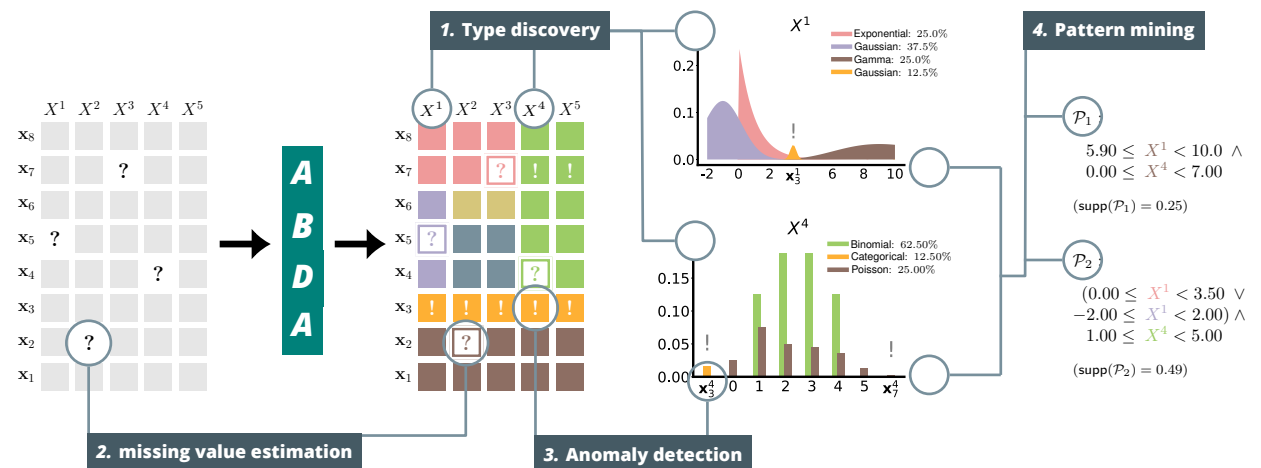 1. Type discovery
4. Pattern mining
X¹ X² X³ X⁴ X⁵
x₈
x₇ ?
x₆
x₅ ?
x₄ ?
x₃
x₂ ?
x₁
A
B
D
A
X¹ X² X³ X⁴ X⁵
x₈
x₇ ? ! !
x₆
x₅ ?
x₄ ?
x₃ ! ! ! ! !
x₂ ?
x₁
2. missing value estimation
3. Anomaly detection
X¹
Exponential: 25.0%
Gaussian: 37.5%
Gamma: 25.0%
Gaussian: 12.5%
0.2
0.1
0.0
!
-2 0 2 x₃¹ 6 8 10
X⁴
Binomial: 62.50%
Categorical: 12.50%
Poisson: 25.00%
0.15
0.10
0.05
0.00
! !
x₃⁴ 0 1 2 3 4 5 x₇⁴
𝒫₁
5.90 ≤ X¹ < 10.0 ∧
0.00 ≤ X⁴ < 7.00
(supp(𝒫₁) = 0.25)
𝒫₂
(0.00 ≤ X¹ < 3.50 ∨
−2.00 ≤ X¹ < 2.00) ∧
1.00 ≤ X⁴ < 5.00
(supp(𝒫₂) = 0.49)